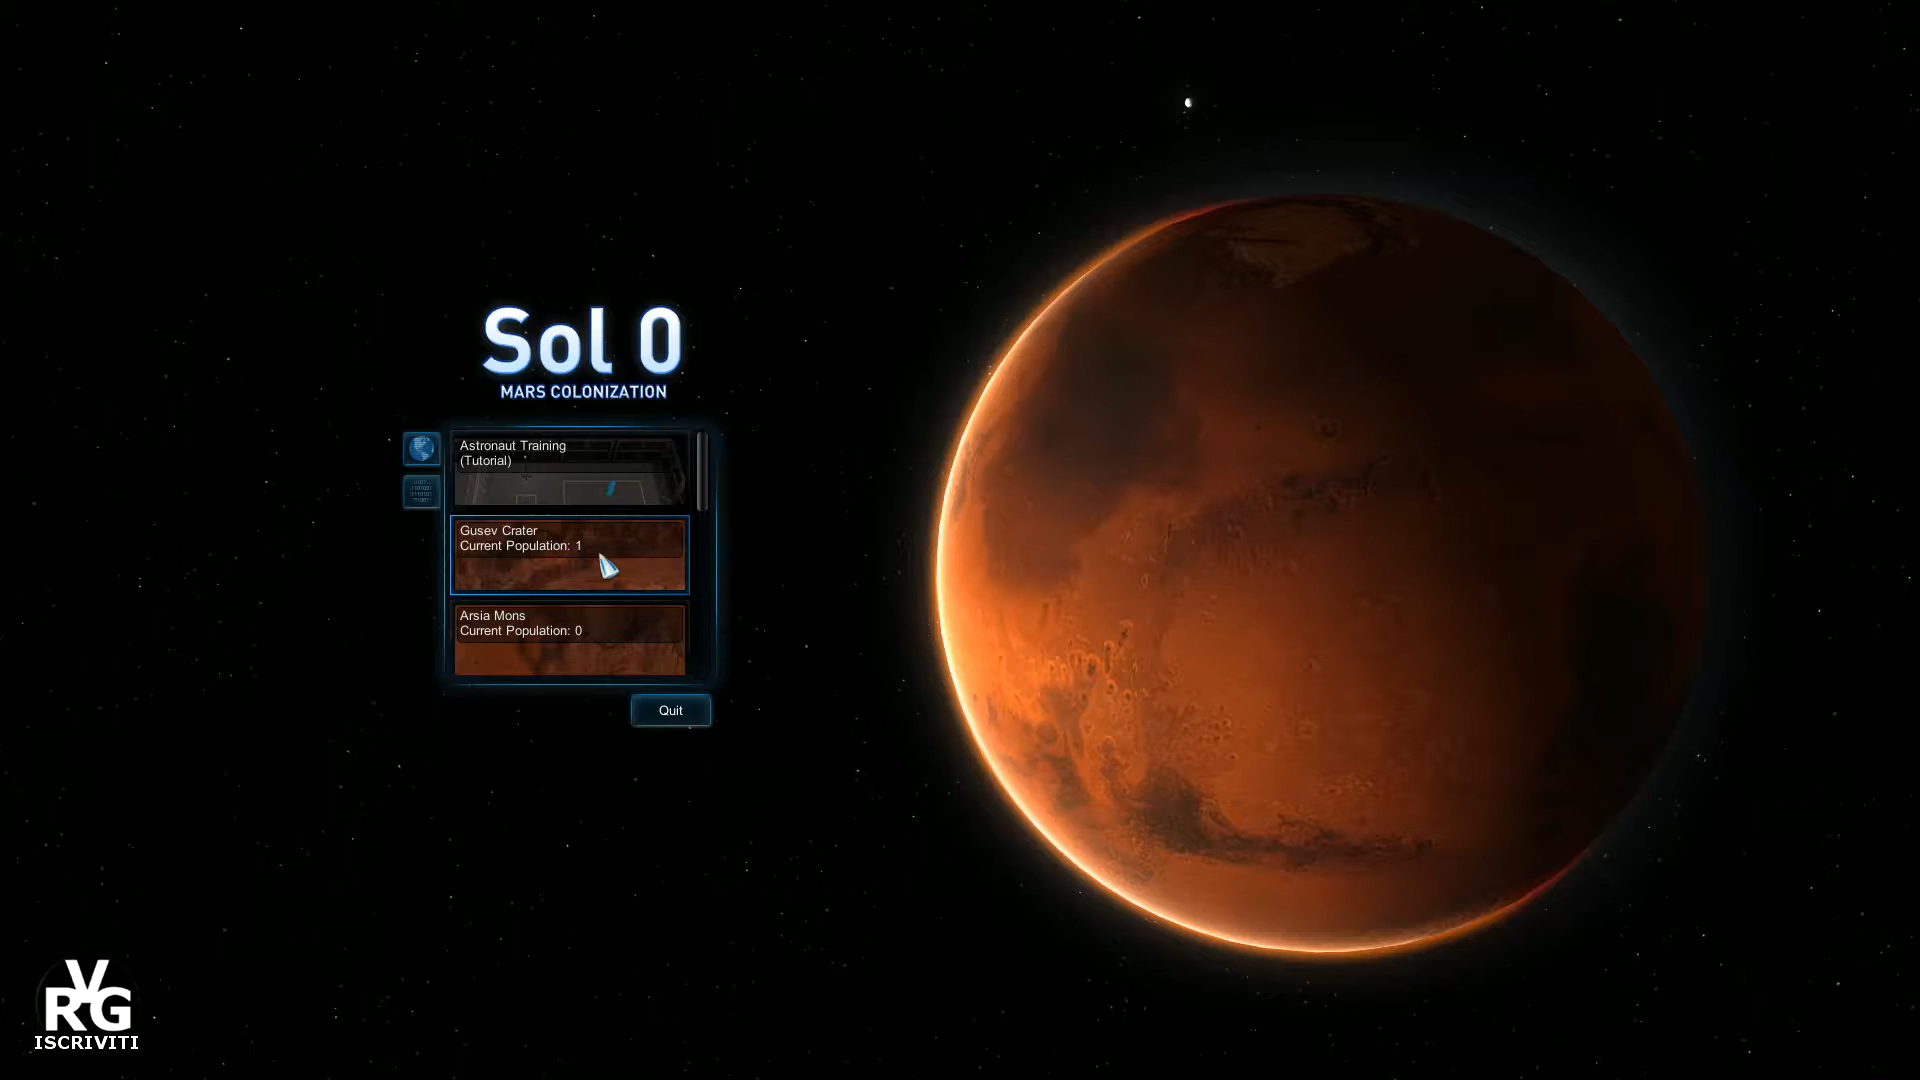 Sol 0
MARS COLONIZATION
Astronaut Training
(Tutorial)
Gusev Crater
Current Population: 1
Arsia Mons
Current Population: 0
Quit
RVG
ISCRIVITI